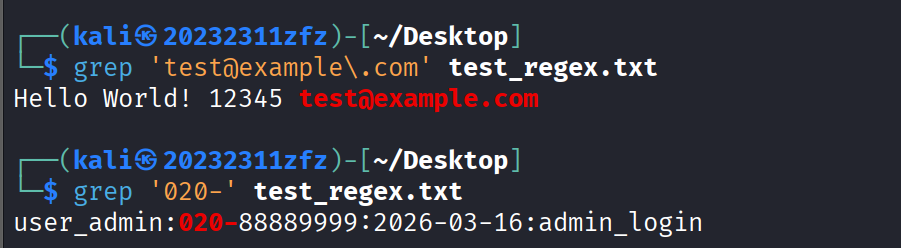 ┌──(kali㉿20232311zfz)-[~/Desktop]
└─$ grep 'test@example\.com' test_regex.txt
Hello World! 12345 test@example.com
┌──(kali㉿20232311zfz)-[~/Desktop]
└─$ grep '020-' test_regex.txt
user_admin:020-88889999:2026-03-16:admin_login